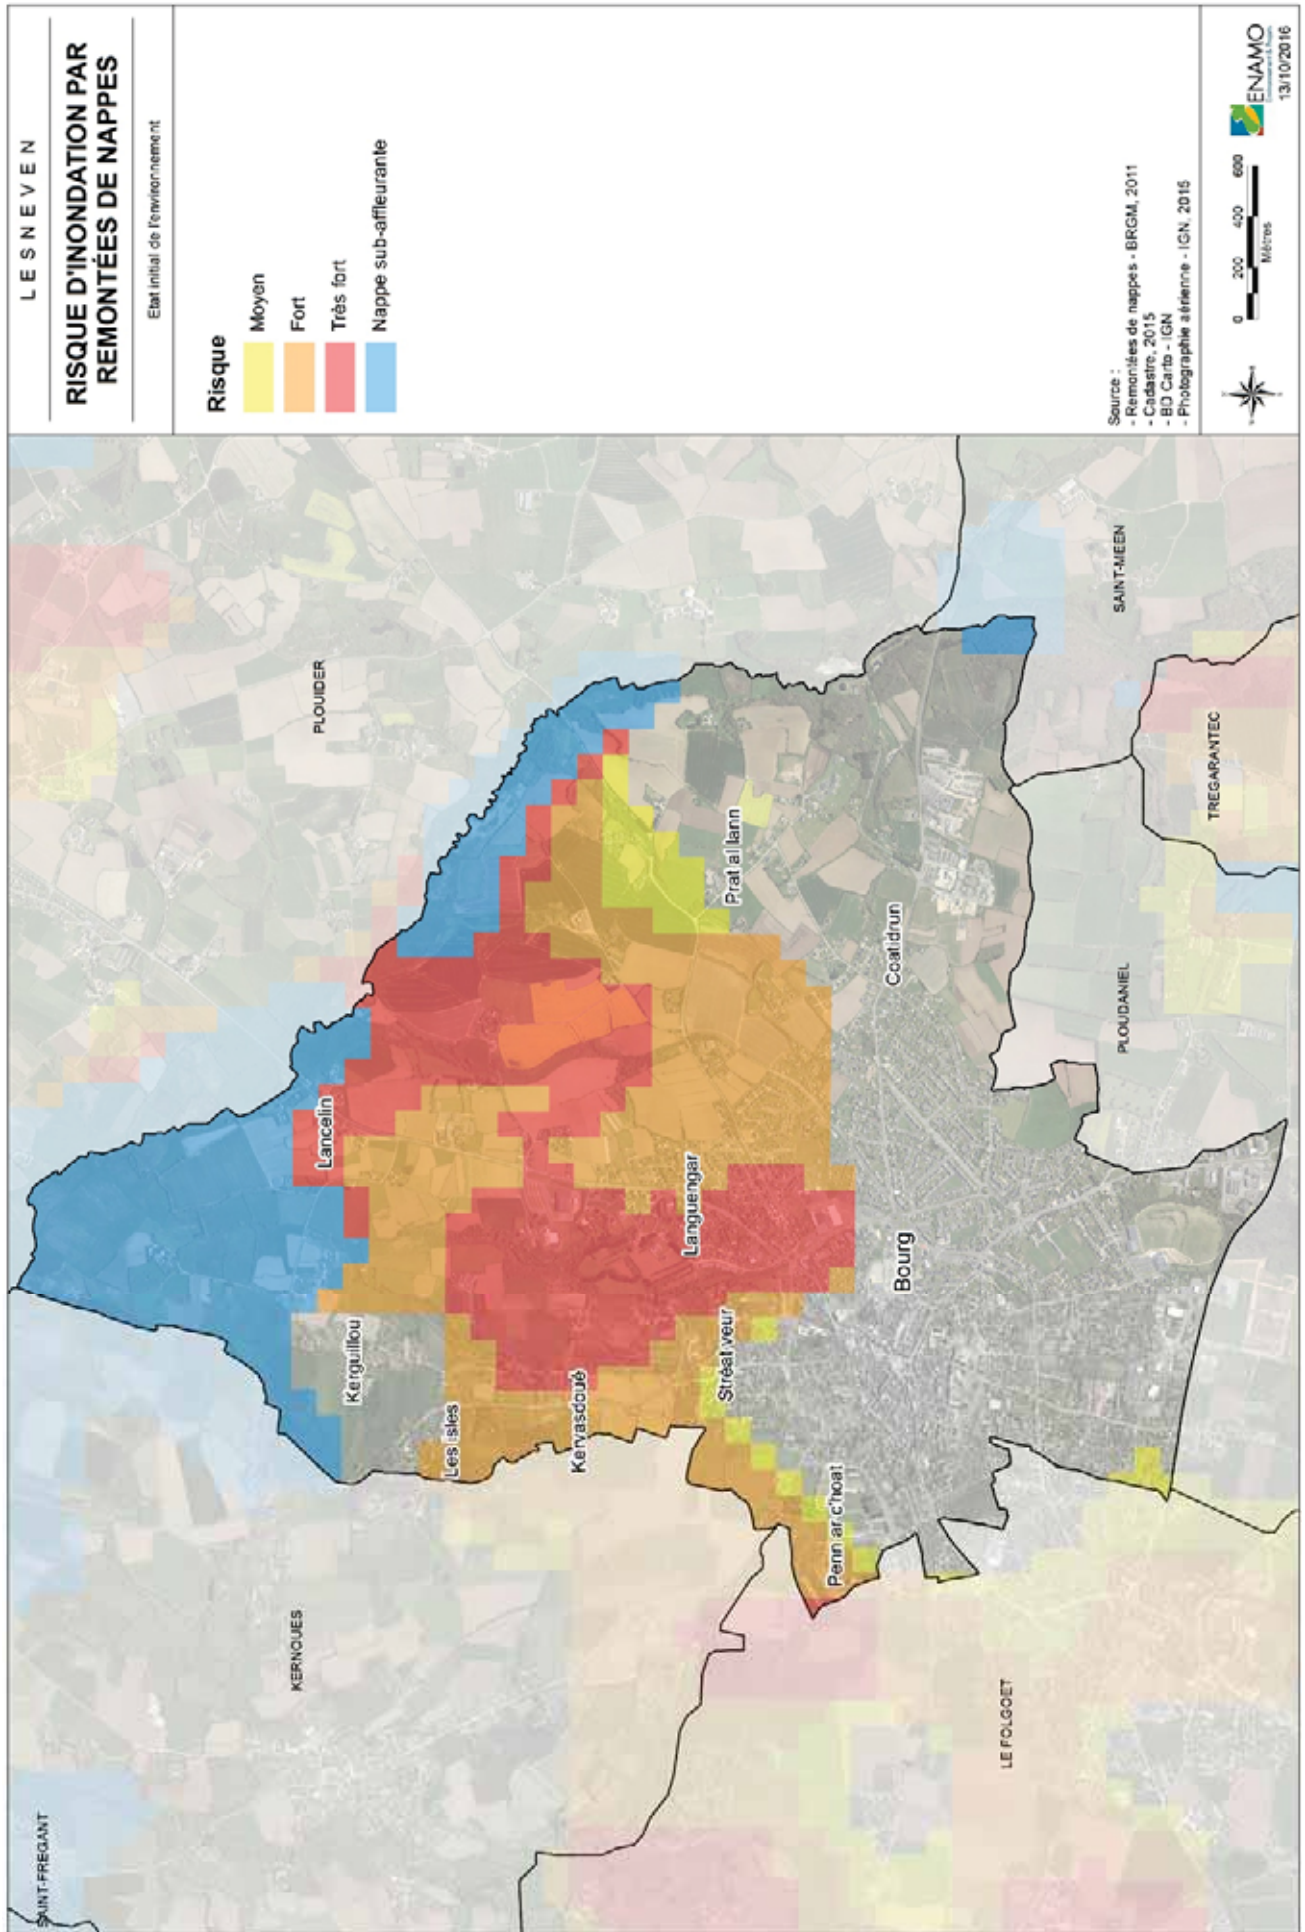 LESNEVEN
RISQUE D'INONDATION PAR
REMONTÉES DE NAPPES
Etat initial de l'environnement
Risque
Moyen
Fort
Très fort
Nappe sub-affleurante
Source :
- Remontées de nappes - BRGM, 2011
- Cadastre, 2015
- BD Carto - IGN
- Photographie aérienne - IGN, 2015
0 200 400 600
Mètres
ENAMO
13/10/2016
SAINT-FREGANT
KERNOUES
PLOUIDER
Lancelin
Kerguillou
Les Isles
Kervasdoué
Languengar
Stréat veur
Prat al lann
Penn ar c'hoat
Coatidrun
Bourg
LE FOLGOET
PLOUDANIEL
SAINT-MEEN
TREGARANTEC